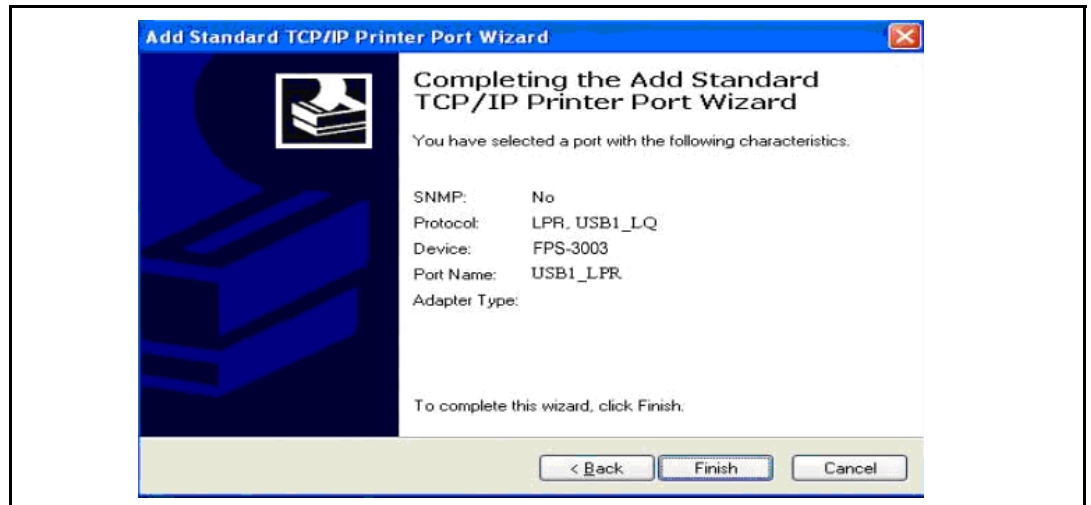 Add Standard TCP/IP Printer Port Wizard
Completing the Add Standard
TCP/IP Printer Port Wizard
You have selected a port with the following characteristics.
SNMP: No
Protocol: LPR, USB1_LQ
Device: FPS-3003
Port Name: USB1_LPR
Adapter Type:
To complete this wizard, click Finish.
< Back Finish Cancel